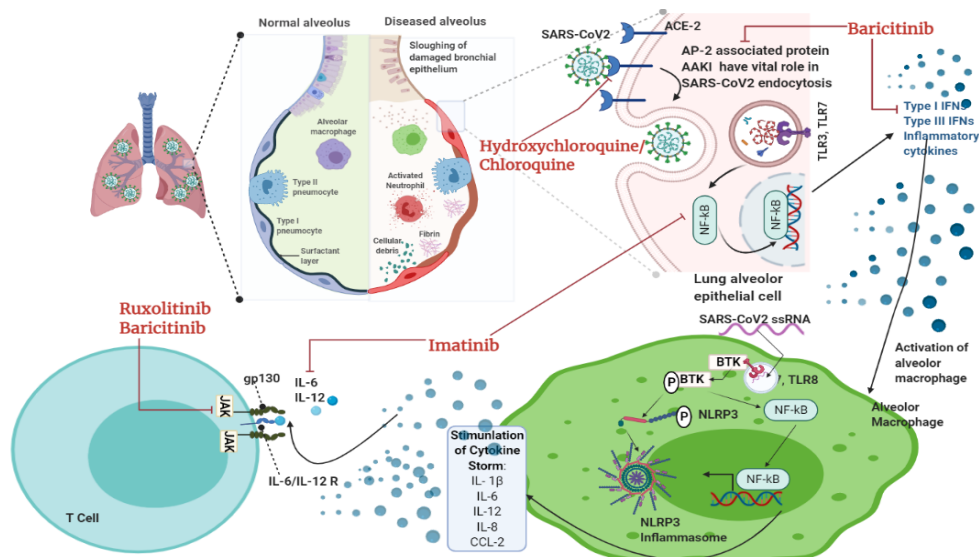 Normal alveolus
Diseased alveolus
Sloughing of
damaged bronchial
epithelium
Alveolar
macrophage
Type II
pneumocyte
Type I
pneumocyte
Surfactant
layer
Activated
Neutrophil
Cellular
debris
Fibrin
SARS-CoV2
ACE-2
AP-2 associated protein
AAKI have vital role in
SARS-CoV2 endocytosis
Baricitinib
Type I IFNs
Type III IFNs
Inflammatory
cytokines
TLR3, TLR7
Hydroxychloroquine/
Chloroquine
NF-kB
NF-kB
Lung alveolor
epithelial cell
SARS-CoV2 ssRNA
Activation of
alveolor
macrophage
Alveolor
Macrophage
Ruxolitinib
Baricitinib
Imatinib
gp130
IL-6
IL-12
JAK
JAK
IL-6/IL-12 R
T Cell
Stimunlation
of Cytokine
Storm:
IL- 1β
IL-6
IL-12
IL-8
CCL-2
BTK
, TLR8
P
BTK
P
NLRP3
NF-kB
NF-kB
NLRP3
Inflammasome